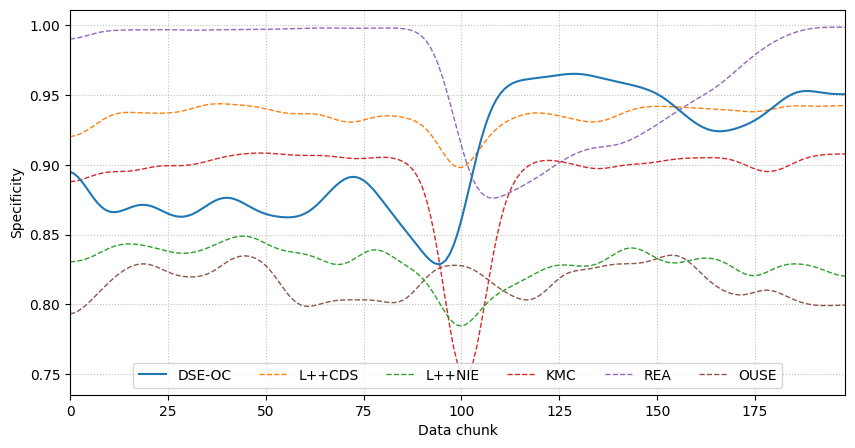 Specificity
1.00
0.95
0.90
0.85
0.80
0.75
DSE-OC L++CDS L++NIE KMC REA OUSE
0 25 50 75 100 125 150 175
Data chunk